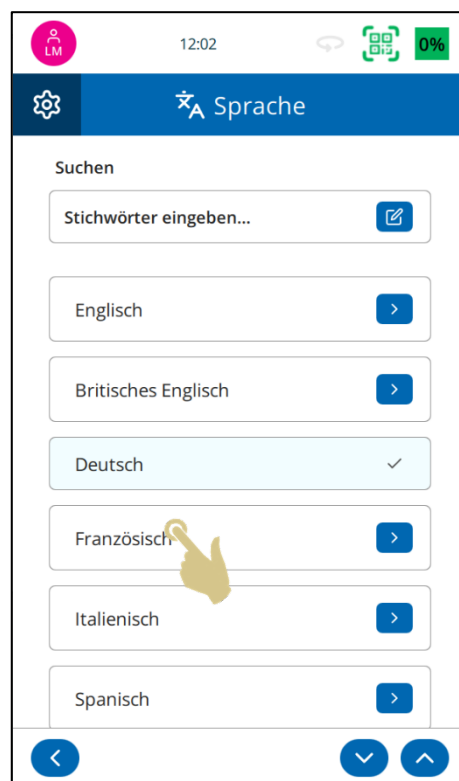 LM
12:02
0%
Sprache
Suchen
Stichwörter eingeben...
Englisch
Britisches Englisch
Deutsch
Französisch
Italienisch
Spanisch